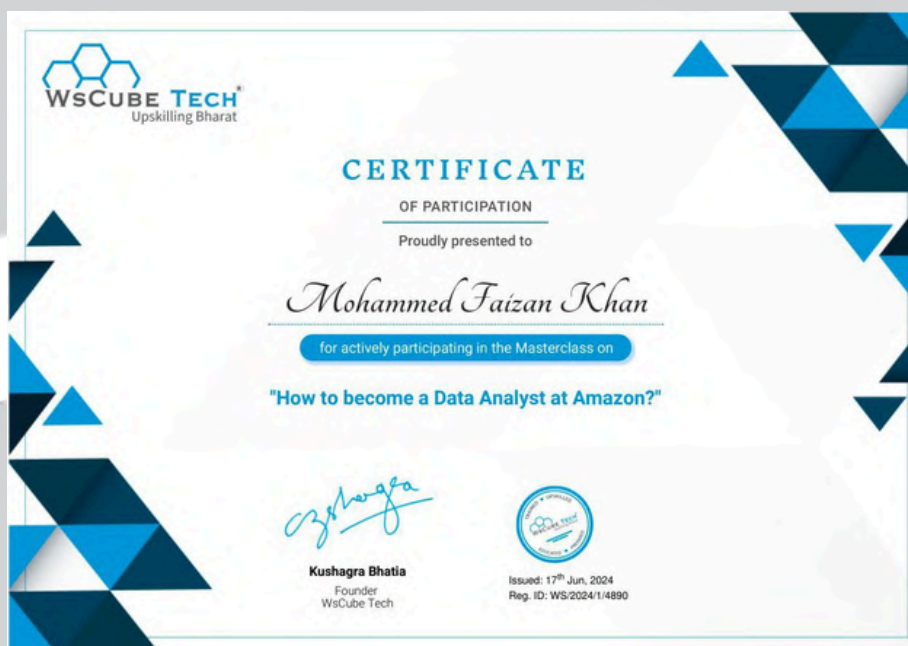 WSCUBE TECH®
Upskilling Bharat
CERTIFICATE
OF PARTICIPATION
Proudly presented to
Mohammed Faizan Khan
for actively participating in the Masterclass on
"How to become a Data Analyst at Amazon?"
Kushagra Bhatia
Founder
WsCube Tech
WSCUBE TECH
Issued: 17th Jun, 2024
Reg. ID: WS/2024/1/4890